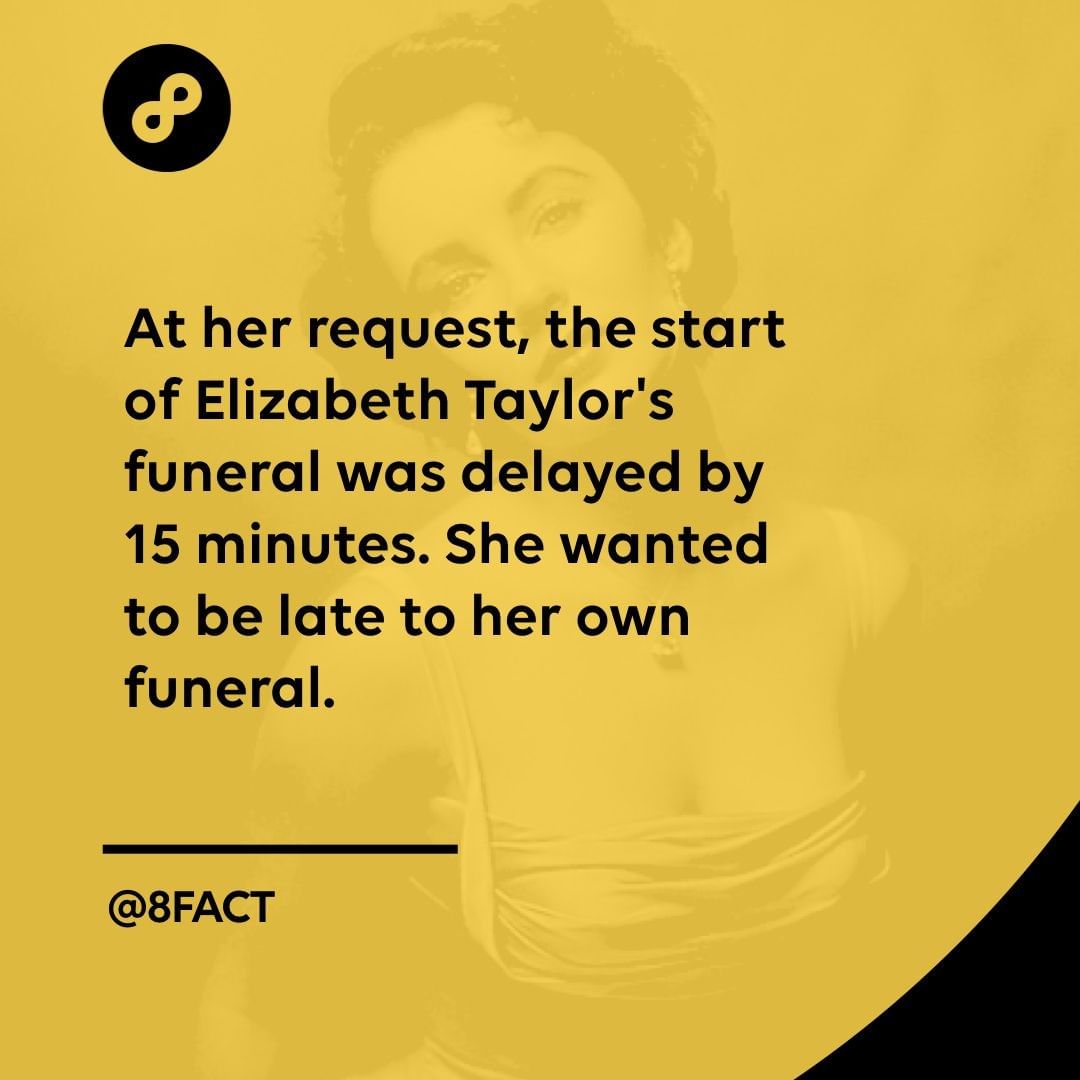 At her request, the start
of Elizabeth Taylor's
funeral was delayed by
15 minutes. She wanted
to be late to her own
funeral.
@8FACT